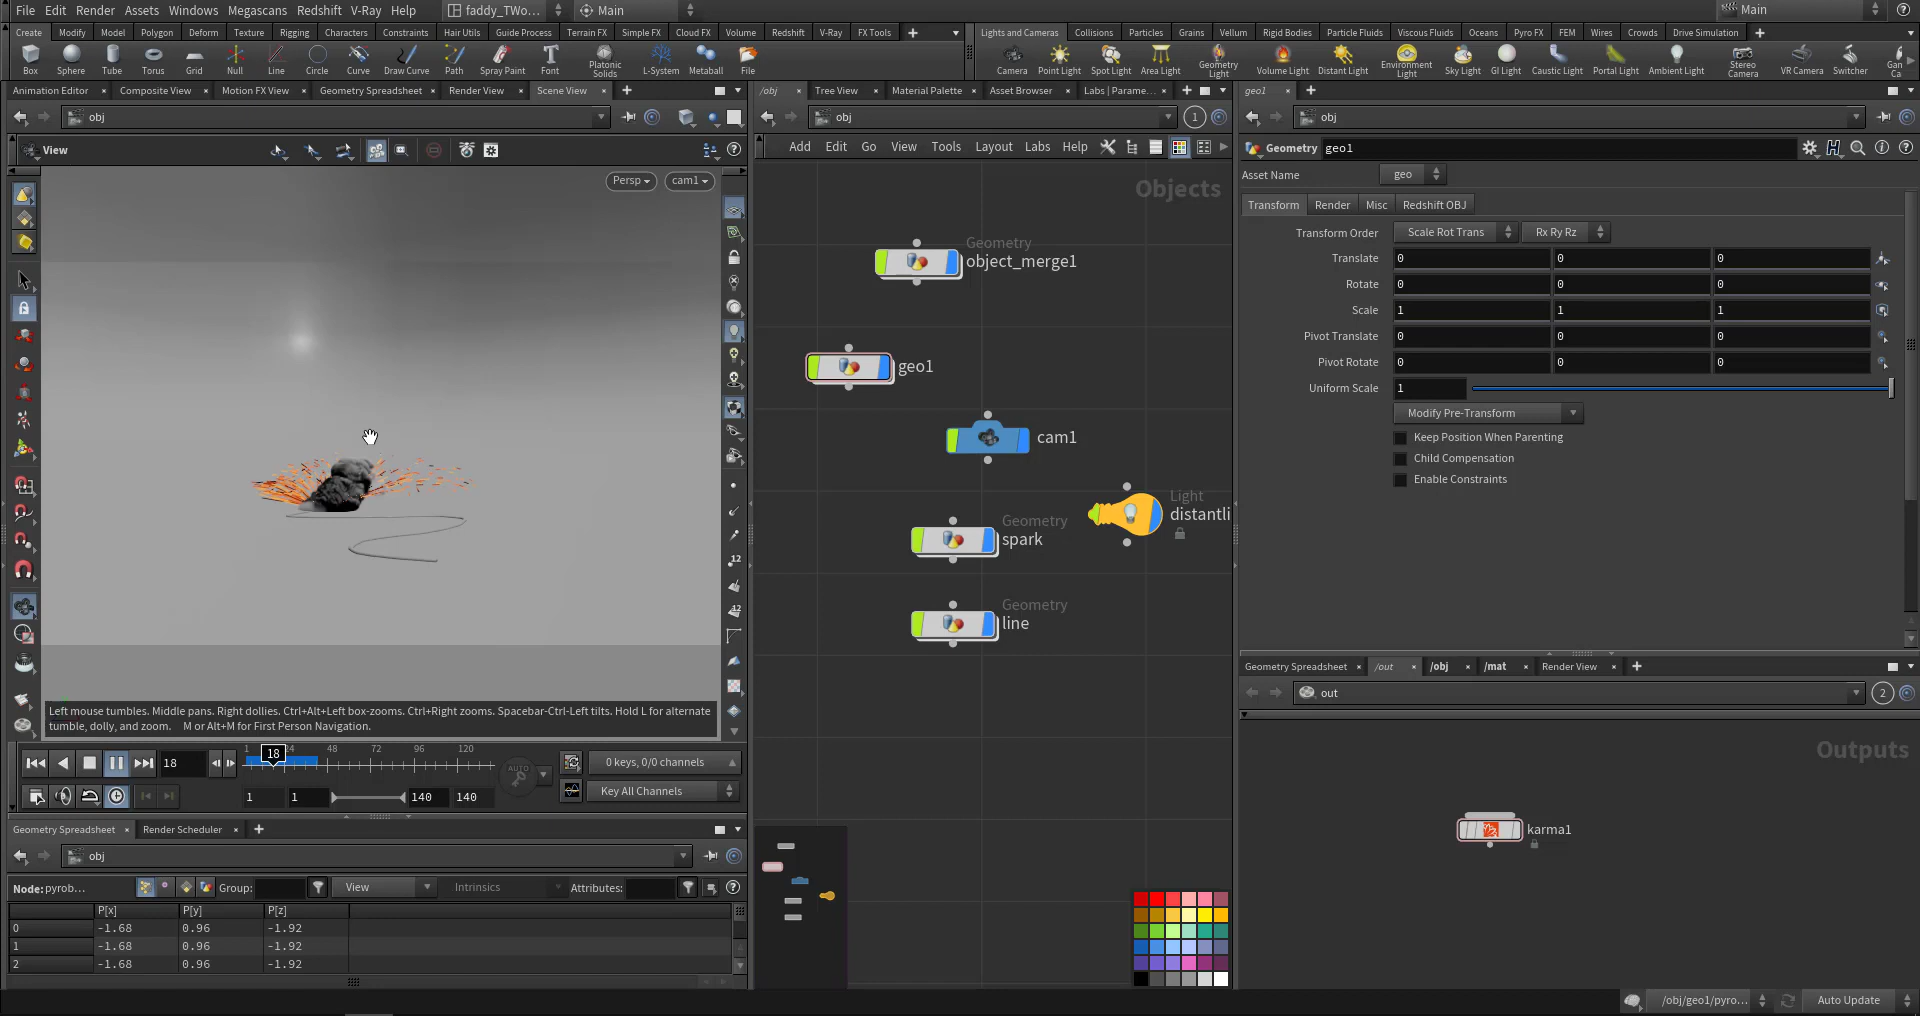 File Edit Render Assets Windows Megascans Redshift V-Ray Help faddy_TWo... Main Main
Create Modify Model Polygon Deform Texture Rigging Characters Constraints Hair Utils Guide Process Terrain FX Simple FX Cloud FX Volume Redshift V-Ray FX Tools
Lights and Cameras Collisions Particles Grains Vellum Rigid Bodies Particle Fluids Viscous Fluids Oceans Pyro FX FEM Wires Crowds Drive Simulation
Box Sphere Tube Torus Grid Null Line Circle Curve Draw Curve Path Spray Paint Font Platonic Solids L-System Metaball File
Camera Point Light Spot Light Area Light Geometry Light Volume Light Distant Light Environment Light Sky Light GI Light Caustic Light Portal Light Ambient Light Stereo Camera VR Camera Switcher Gan Ca
Animation Editor Composite View Motion FX View Geometry Spreadsheet Render View Scene View
/obj Tree View Material Palette Asset Browser Labs | Parame...
geo1
obj
obj 1
obj
View
Persp cam1
Left mouse tumbles. Middle pans. Right dollies. Ctrl+Alt+Left box-zooms. Ctrl+Right zooms. Spacebar-Ctrl-Left tilts. Hold L for alternate
tumble, dolly, and zoom. M or Alt+M for First Person Navigation.
12
12
Add Edit Go View Tools Layout Labs Help
Objects
Geometry
object_merge1
geo1
cam1
Light
distantli
Geometry
spark
Geometry
line
Geometry geo1
Asset Name geo
Transform Render Misc Redshift OBJ
Transform Order Scale Rot Trans Rx Ry Rz
Translate 0 0 0
Rotate 0 0 0
Scale 1 1 1
Pivot Translate 0 0 0
Pivot Rotate 0 0 0
Uniform Scale 1
Modify Pre-Transform
Keep Position When Parenting
Child Compensation
Enable Constraints
Geometry Spreadsheet /out /obj /mat Render View
out 2
Outputs
karma1
18 1 18 24 48 72 96 120 AUTO 0 keys, 0/0 channels
1 1 140 140 Key All Channels
Geometry Spreadsheet Render Scheduler
obj
Node: pyrob... Group: View Intrinsics Attributes:
P[x] P[y] P[z]
0 -1.68 0.96 -1.92
1 -1.68 0.96 -1.92
2 -1.68 0.96 -1.92
/obj/geo1/pyro... Auto Update